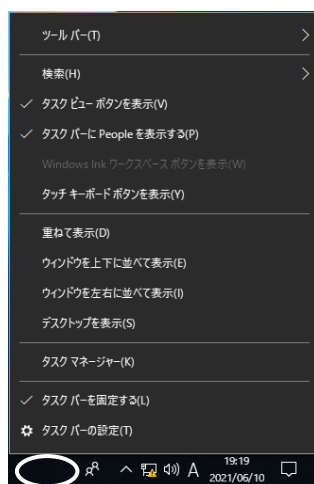 ツール バー(T)
検索(H)
タスク ビュー ボタンを表示(V)
タスク バーに People を表示する(P)
Windows Ink ワークスペース ボタンを表示(W)
タッチ キーボード ボタンを表示(Y)
重ねて表示(D)
ウィンドウを上下に並べて表示(E)
ウィンドウを左右に並べて表示(I)
デスクトップを表示(S)
タスク マネージャー(K)
タスク バーを固定する(L)
タスク バーの設定(T)
A
19:19
2021/06/10